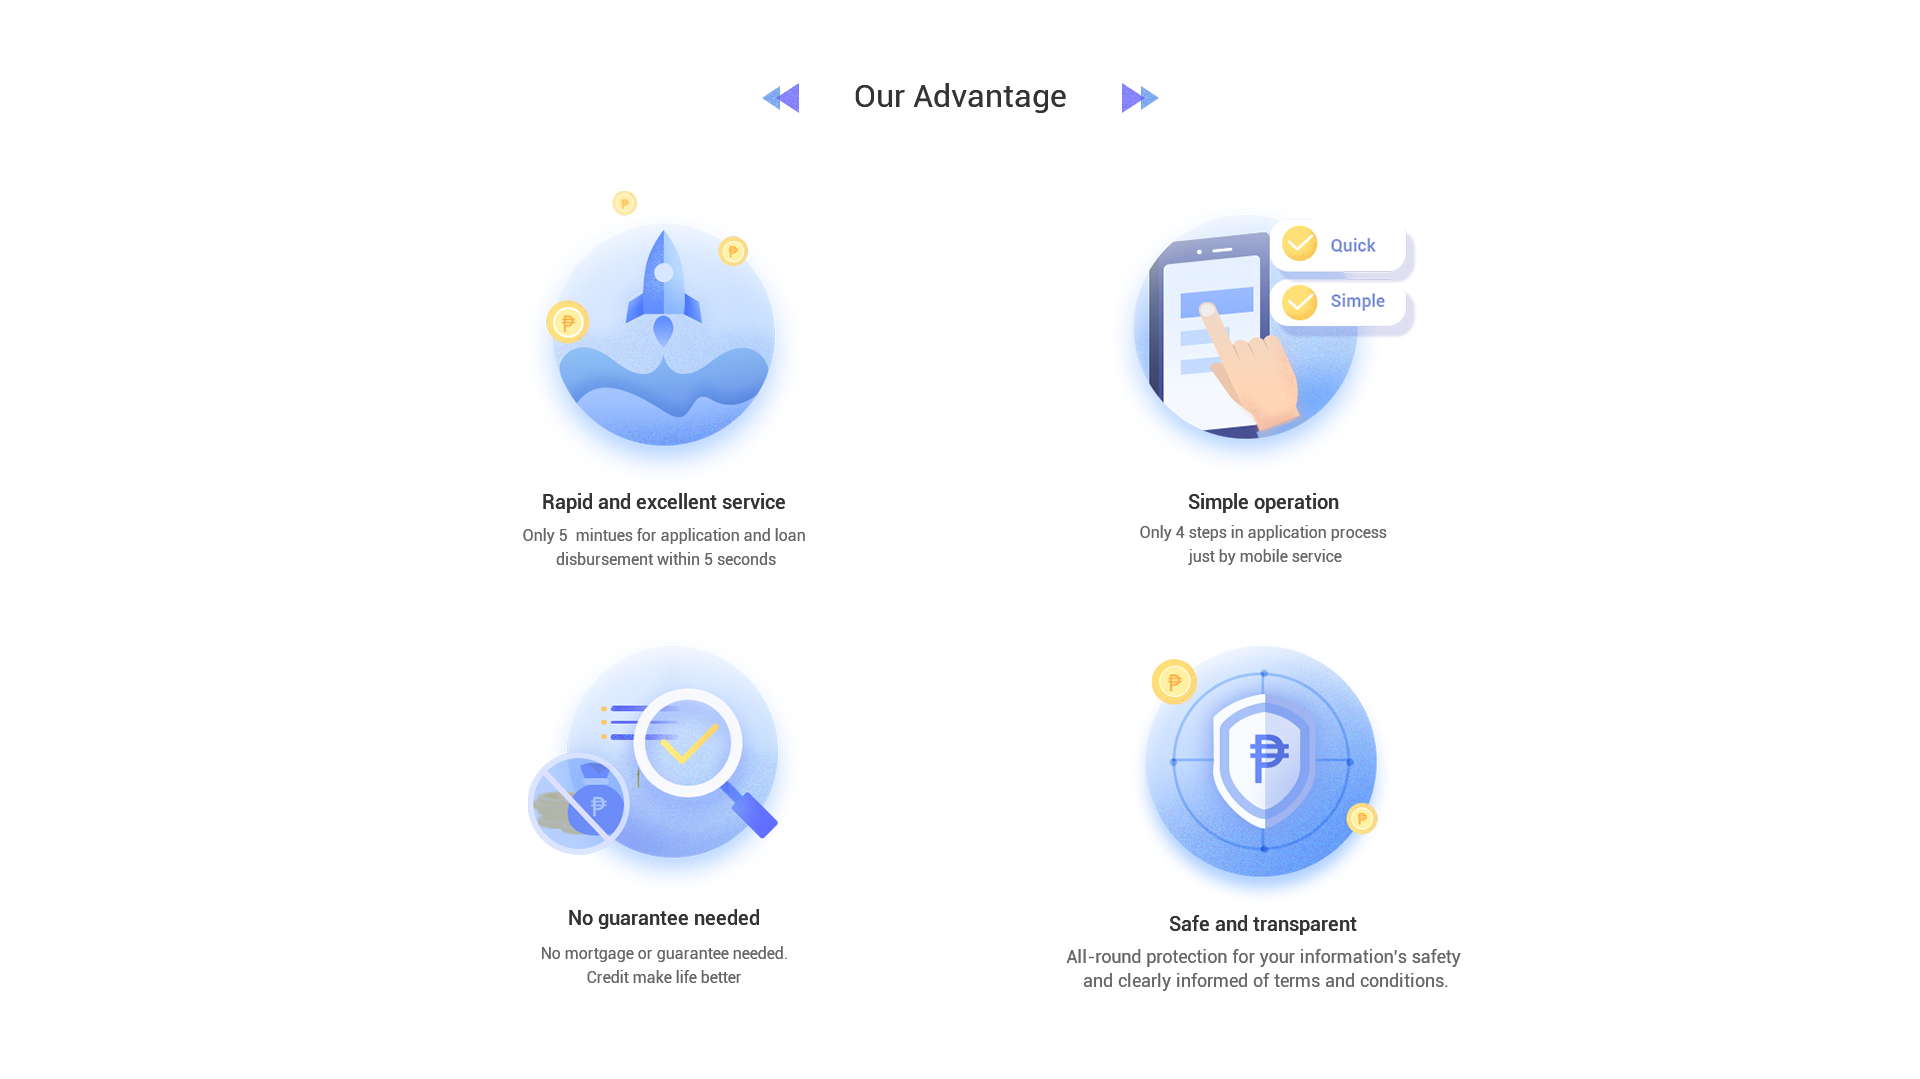 Our Advantage
Quick
Simple
Rapid and excellent service
Only 5  mintues for application and loan
disbursement within 5 seconds
Simple operation
Only 4 steps in application process
just by mobile service
No guarantee needed
No mortgage or guarantee needed.
Credit make life better
Safe and transparent
All-round protection for your information's safety
and clearly informed of terms and conditions.